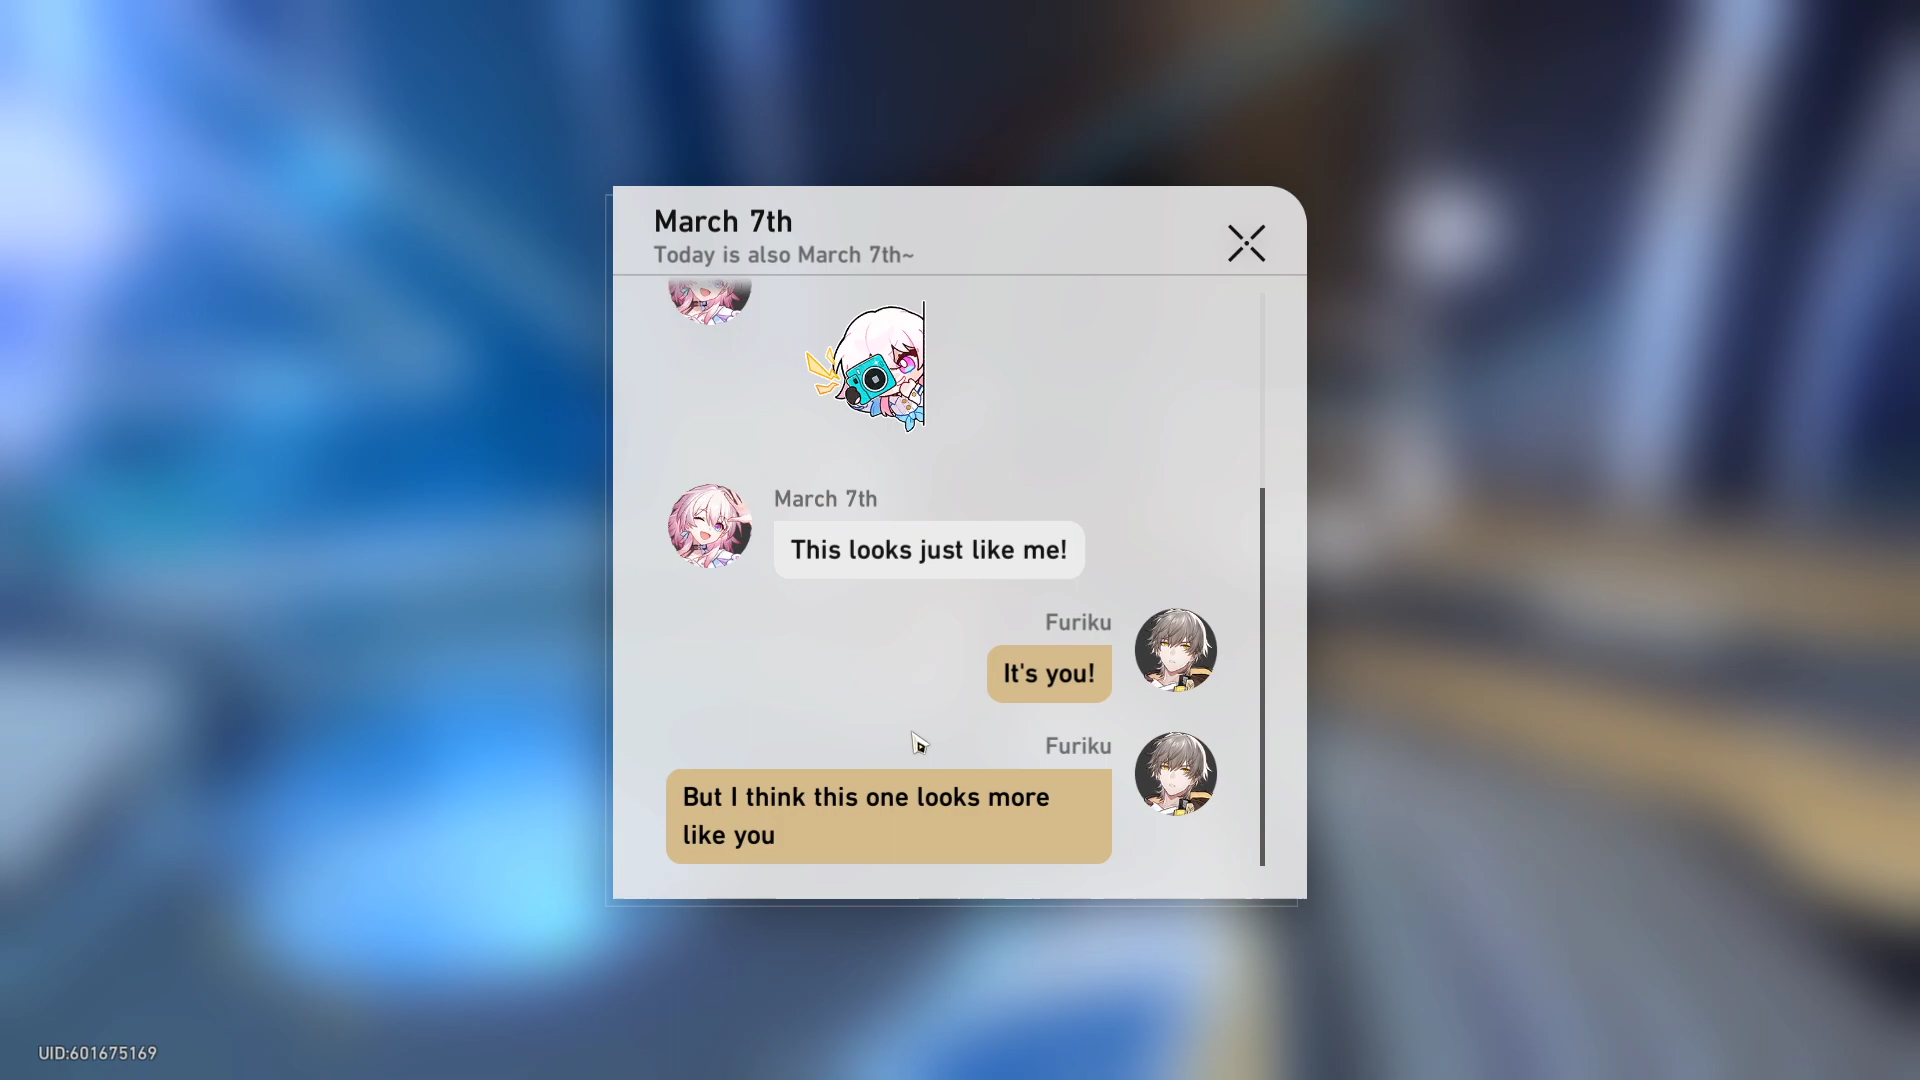 March 7th
Today is also March 7th~
March 7th
This looks just like me!
Furiku
It's you!
Furiku
But I think this one looks more
like you
UID:601675169